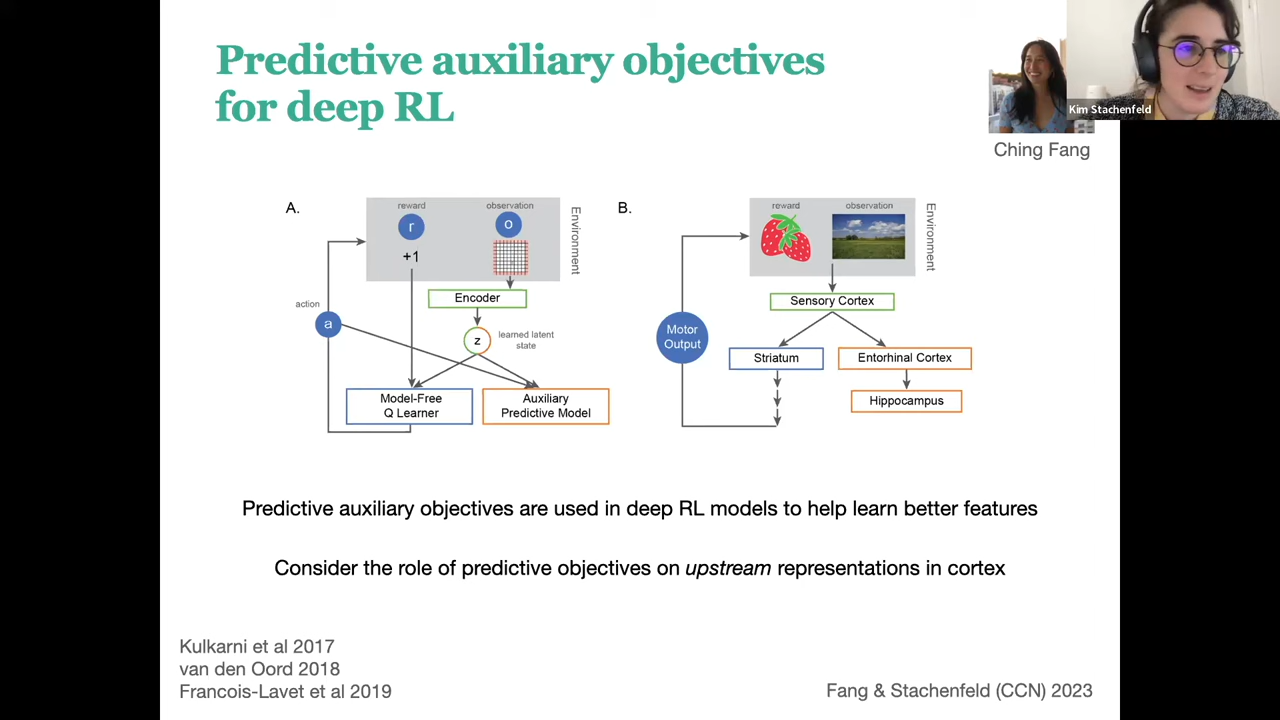 Predictive auxiliary objectives
for deep RL
Kim Stachenfeld
Ching Fang
A.
reward
observation
r
o
+1
Environment
Encoder
action
a
z
learned latent
state
Model-Free
Q Learner
Auxiliary
Predictive Model
B.
reward
observation
Environment
Sensory Cortex
Motor
Output
Striatum
Entorhinal Cortex
Hippocampus
Predictive auxiliary objectives are used in deep RL models to help learn better features
Consider the role of predictive objectives on upstream representations in cortex
Kulkarni et al 2017
van den Oord 2018
Francois-Lavet et al 2019
Fang & Stachenfeld (CCN) 2023